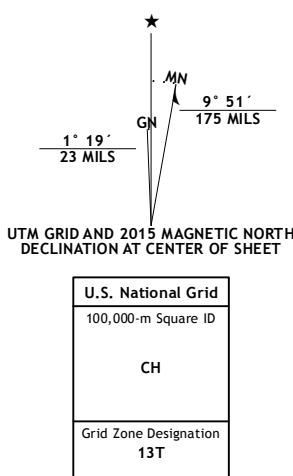 ★
MN
GN
9° 51´
175 MILS
1° 19´
23 MILS
UTM GRID AND 2015 MAGNETIC NORTH
DECLINATION AT CENTER OF SHEET
U.S. National Grid
100,000-m Square ID
CH
Grid Zone Designation
13T